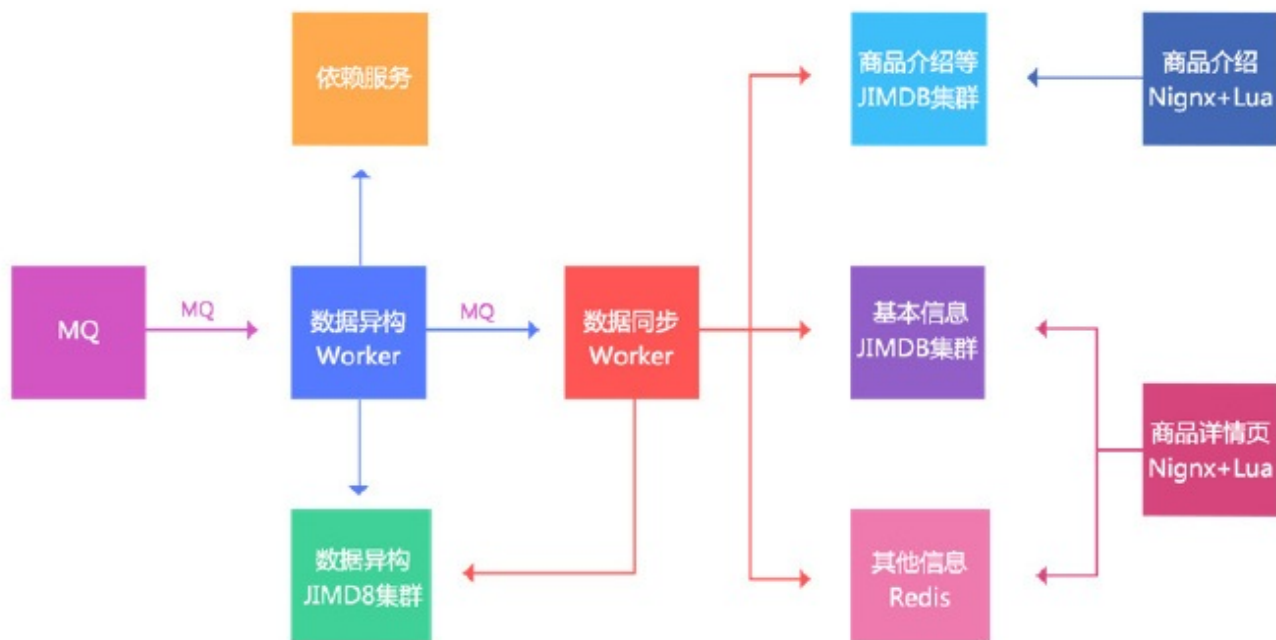 依赖服务
商品介绍等
JIMDB集群
商品介绍
Nignx+Lua
MQ
MQ
数据异构
Worker
MQ
数据同步
Worker
基本信息
JIMDB集群
商品详情页
Nignx+Lua
数据异构
JIMD8集群
其他信息
Redis